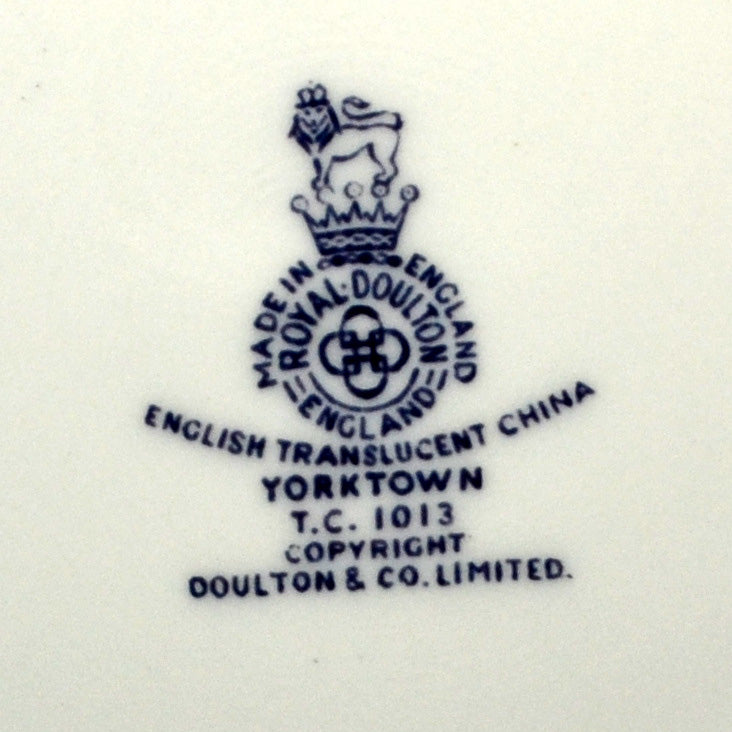 MADE IN ENGLAND
ROYAL·DOULTON
ENGLAND
ENGLISH TRANSLUCENT CHINA
YORKTOWN
T.C. 1013
COPYRIGHT
DOULTON & CO. LIMITED.